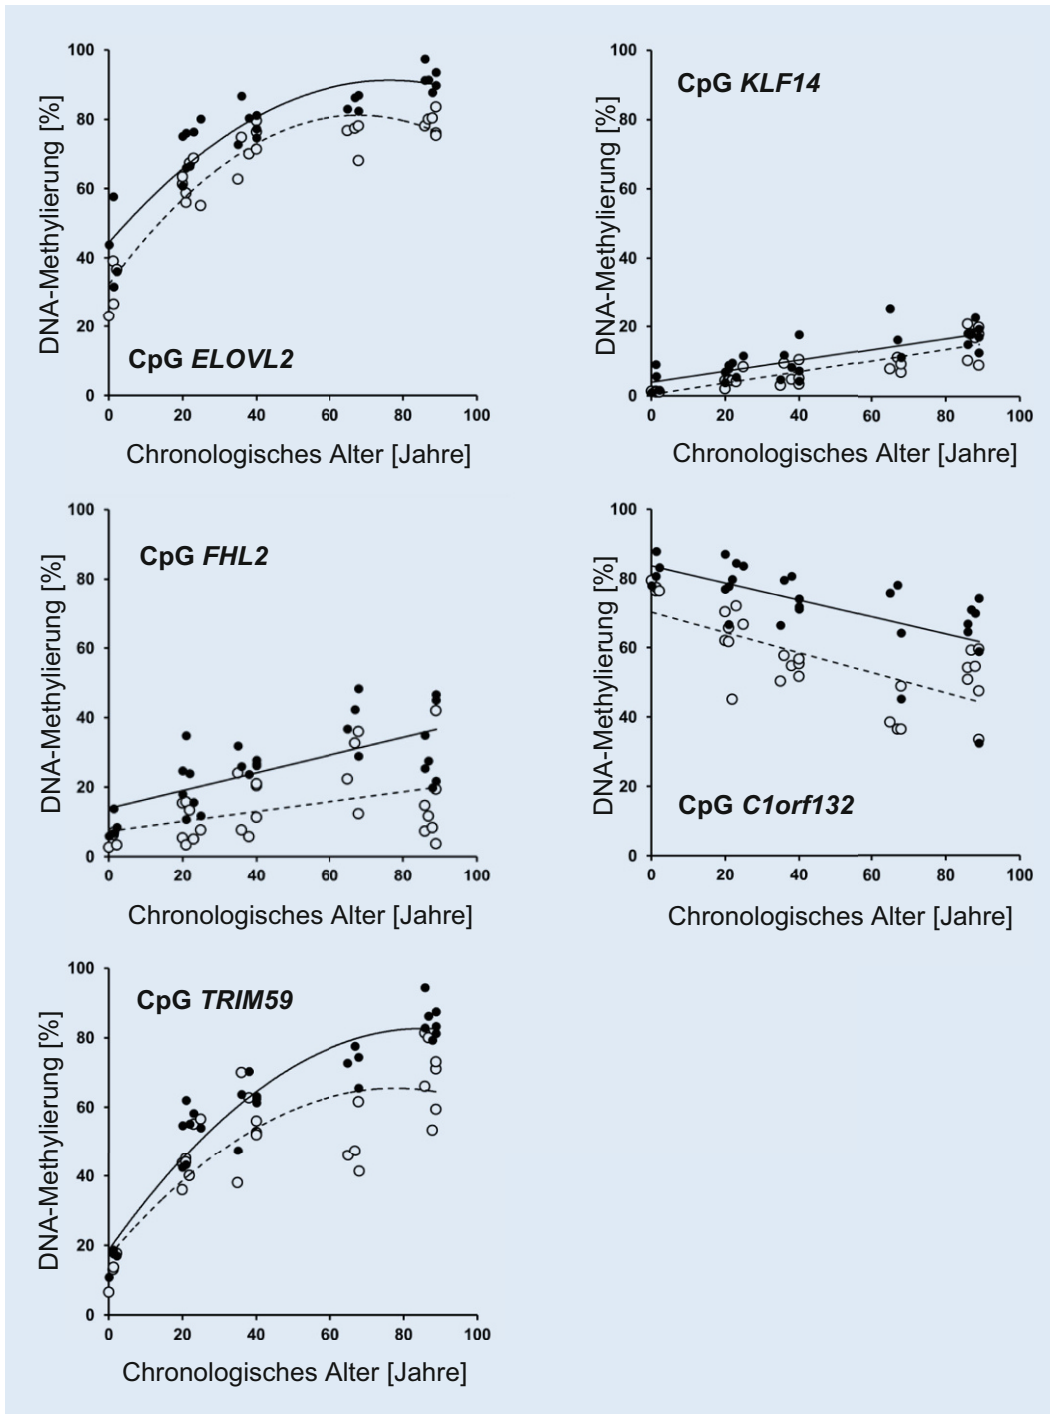 100
80
60
40
20
0
DNA-Methylierung [%]
CpG ELOVL2
0 20 40 60 80 100
Chronologisches Alter [Jahre]
100
80
60
40
20
0
DNA-Methylierung [%]
CpG KLF14
0 20 40 60 80 100
Chronologisches Alter [Jahre]
100
80
60
40
20
0
DNA-Methylierung [%]
CpG FHL2
0 20 40 60 80 100
Chronologisches Alter [Jahre]
100
80
60
40
20
0
DNA-Methylierung [%]
CpG C1orf132
0 20 40 60 80 100
Chronologisches Alter [Jahre]
100
80
60
40
20
0
DNA-Methylierung [%]
CpG TRIM59
0 20 40 60 80 100
Chronologisches Alter [Jahre]